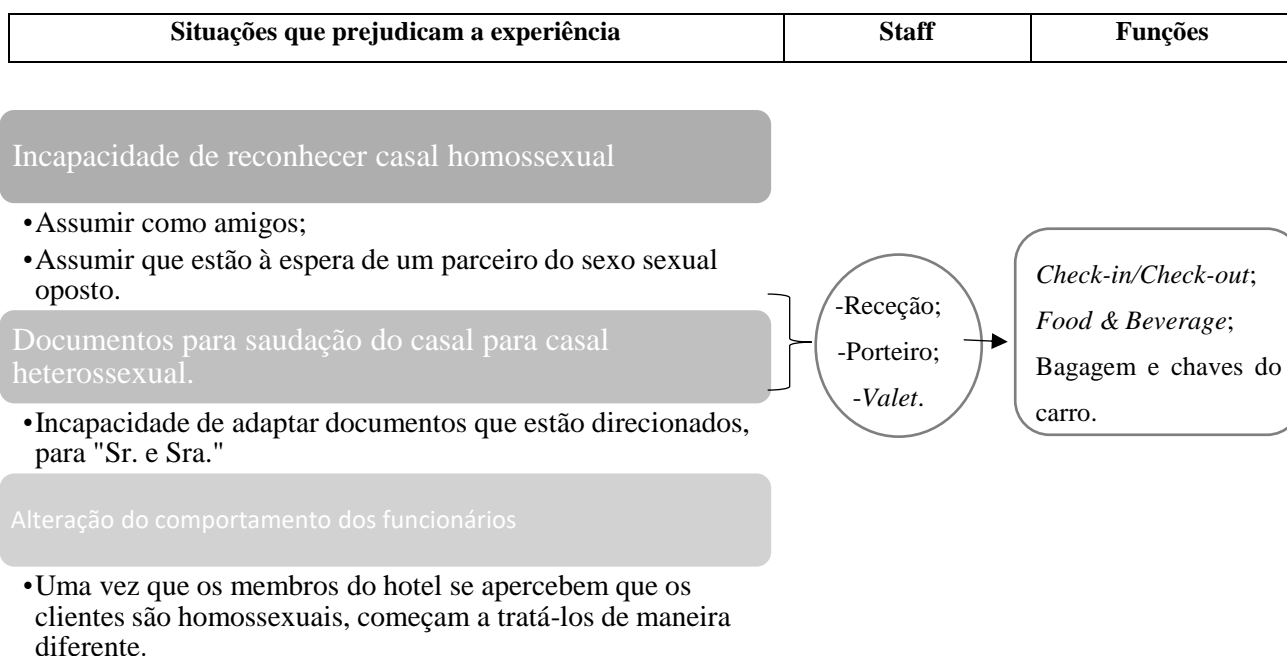 Situações que prejudicam a experiência
Staff
Funções
Incapacidade de reconhecer casal homossexual
•Assumir como amigos;
•Assumir que estão à espera de um parceiro do sexo sexual
oposto.
Documentos para saudação do casal para casal
heterossexual.
•Incapacidade de adaptar documentos que estão direcionados,
para "Sr. e Sra."
Alteração do comportamento dos funcionários
•Uma vez que os membros do hotel se apercebem que os
clientes são homossexuais, começam a tratá-los de maneira
diferente.
-Receção;
-Porteiro;
-Valet.
Check-in/Check-out;
Food & Beverage;
Bagagem e chaves do
carro.